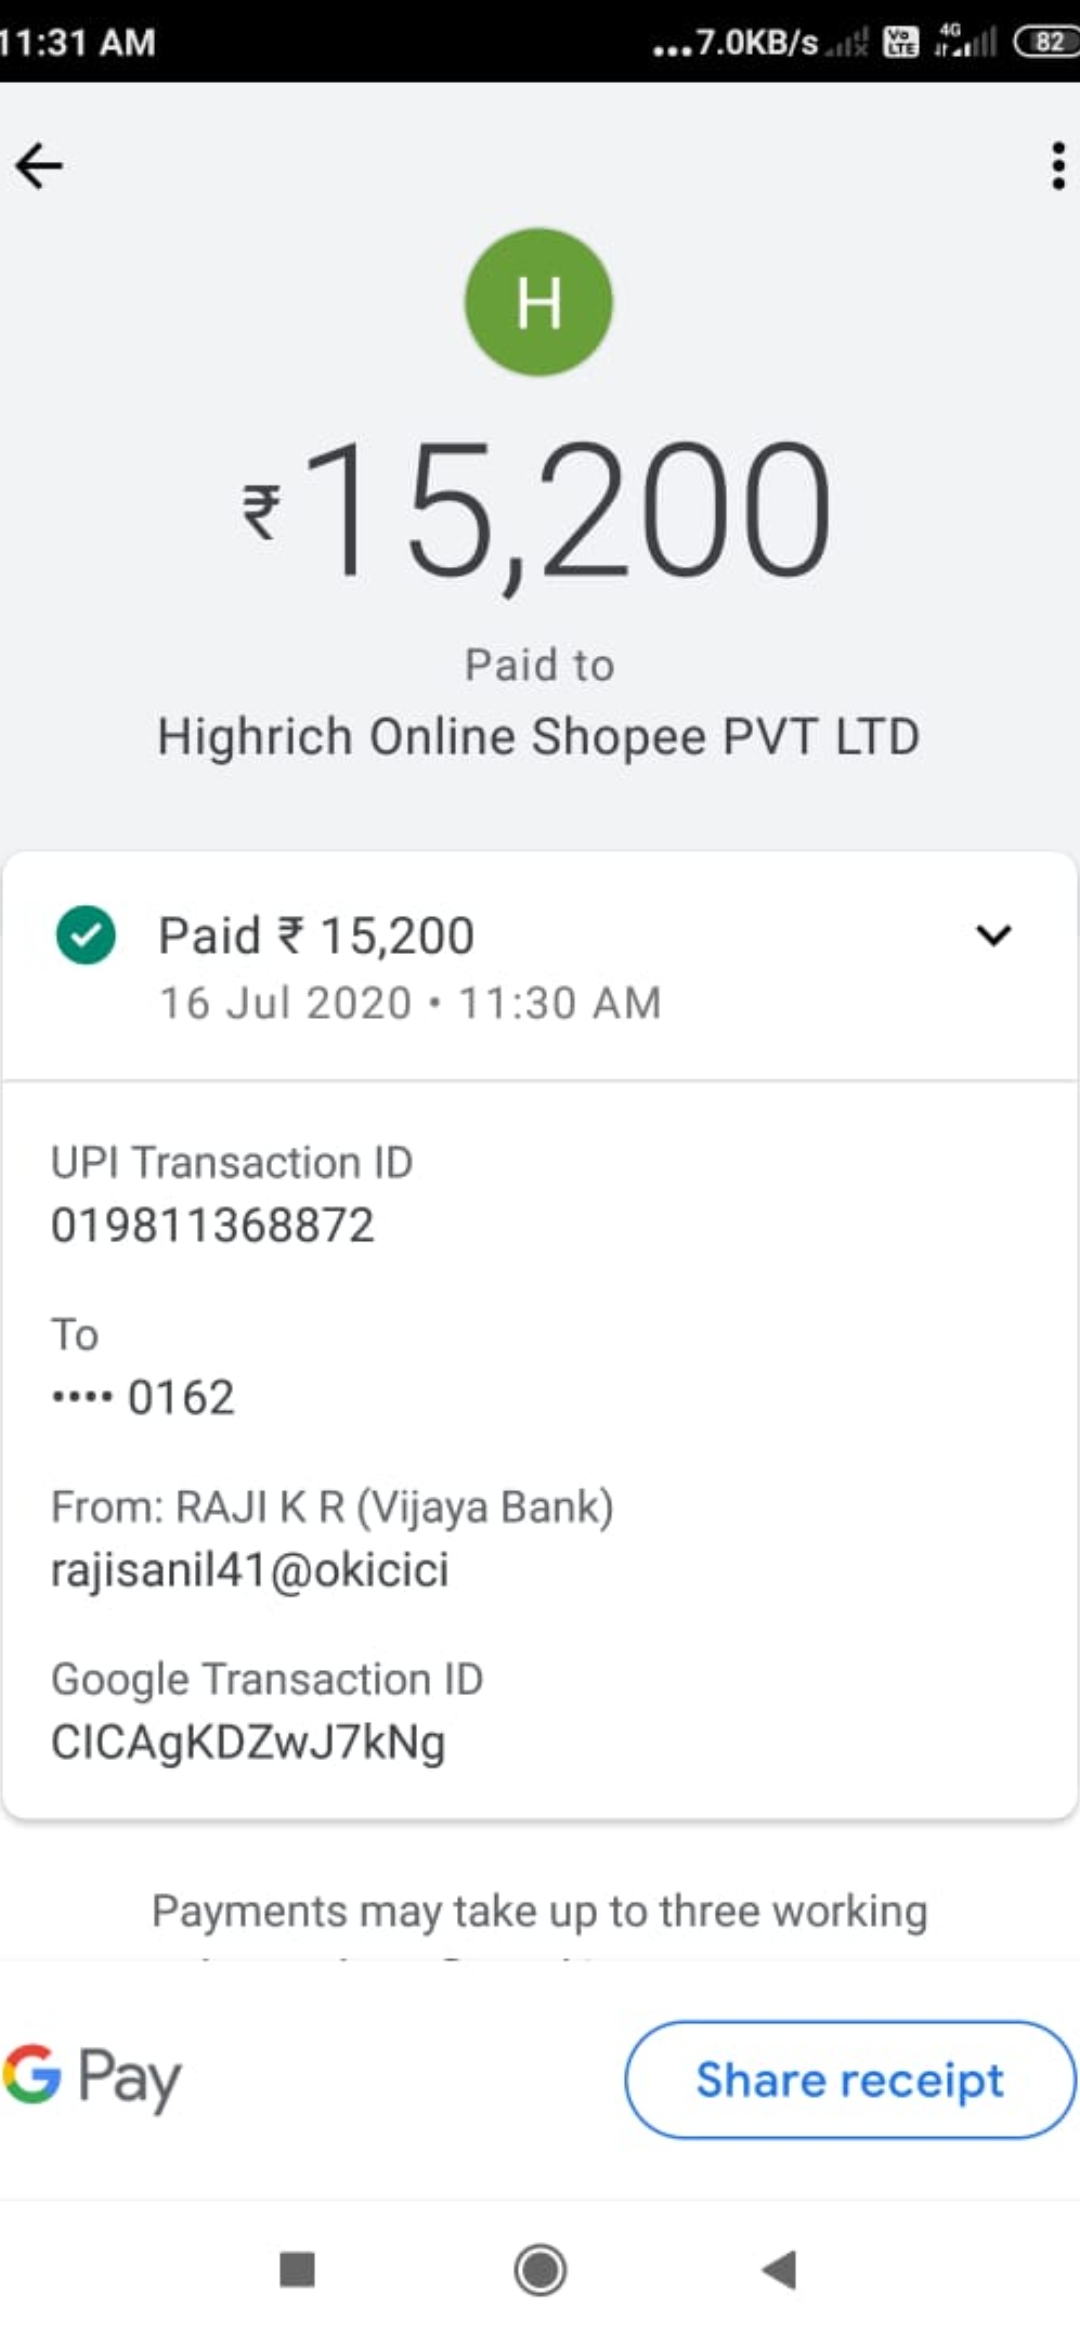 11:31 AM
...7.0KB/s Vo LTE 4G 82
H
₹15,200
Paid to
Highrich Online Shopee PVT LTD
Paid ₹ 15,200
16 Jul 2020 • 11:30 AM
UPI Transaction ID
019811368872
To
•••• 0162
From: RAJI K R (Vijaya Bank)
rajisanil41@okicici
Google Transaction ID
CICAgKDZwJ7kNg
Payments may take up to three working
G Pay
Share receipt